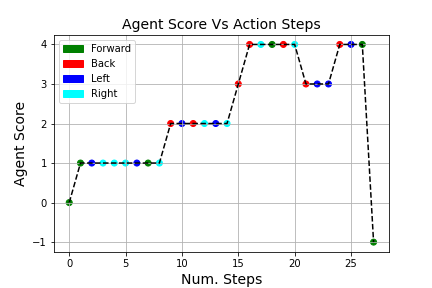 Agent Score Vs Action Steps
Forward
Back
Left
Right
Agent Score
4
3
2
1
0
−1
0 5 10 15 20 25
Num. Steps